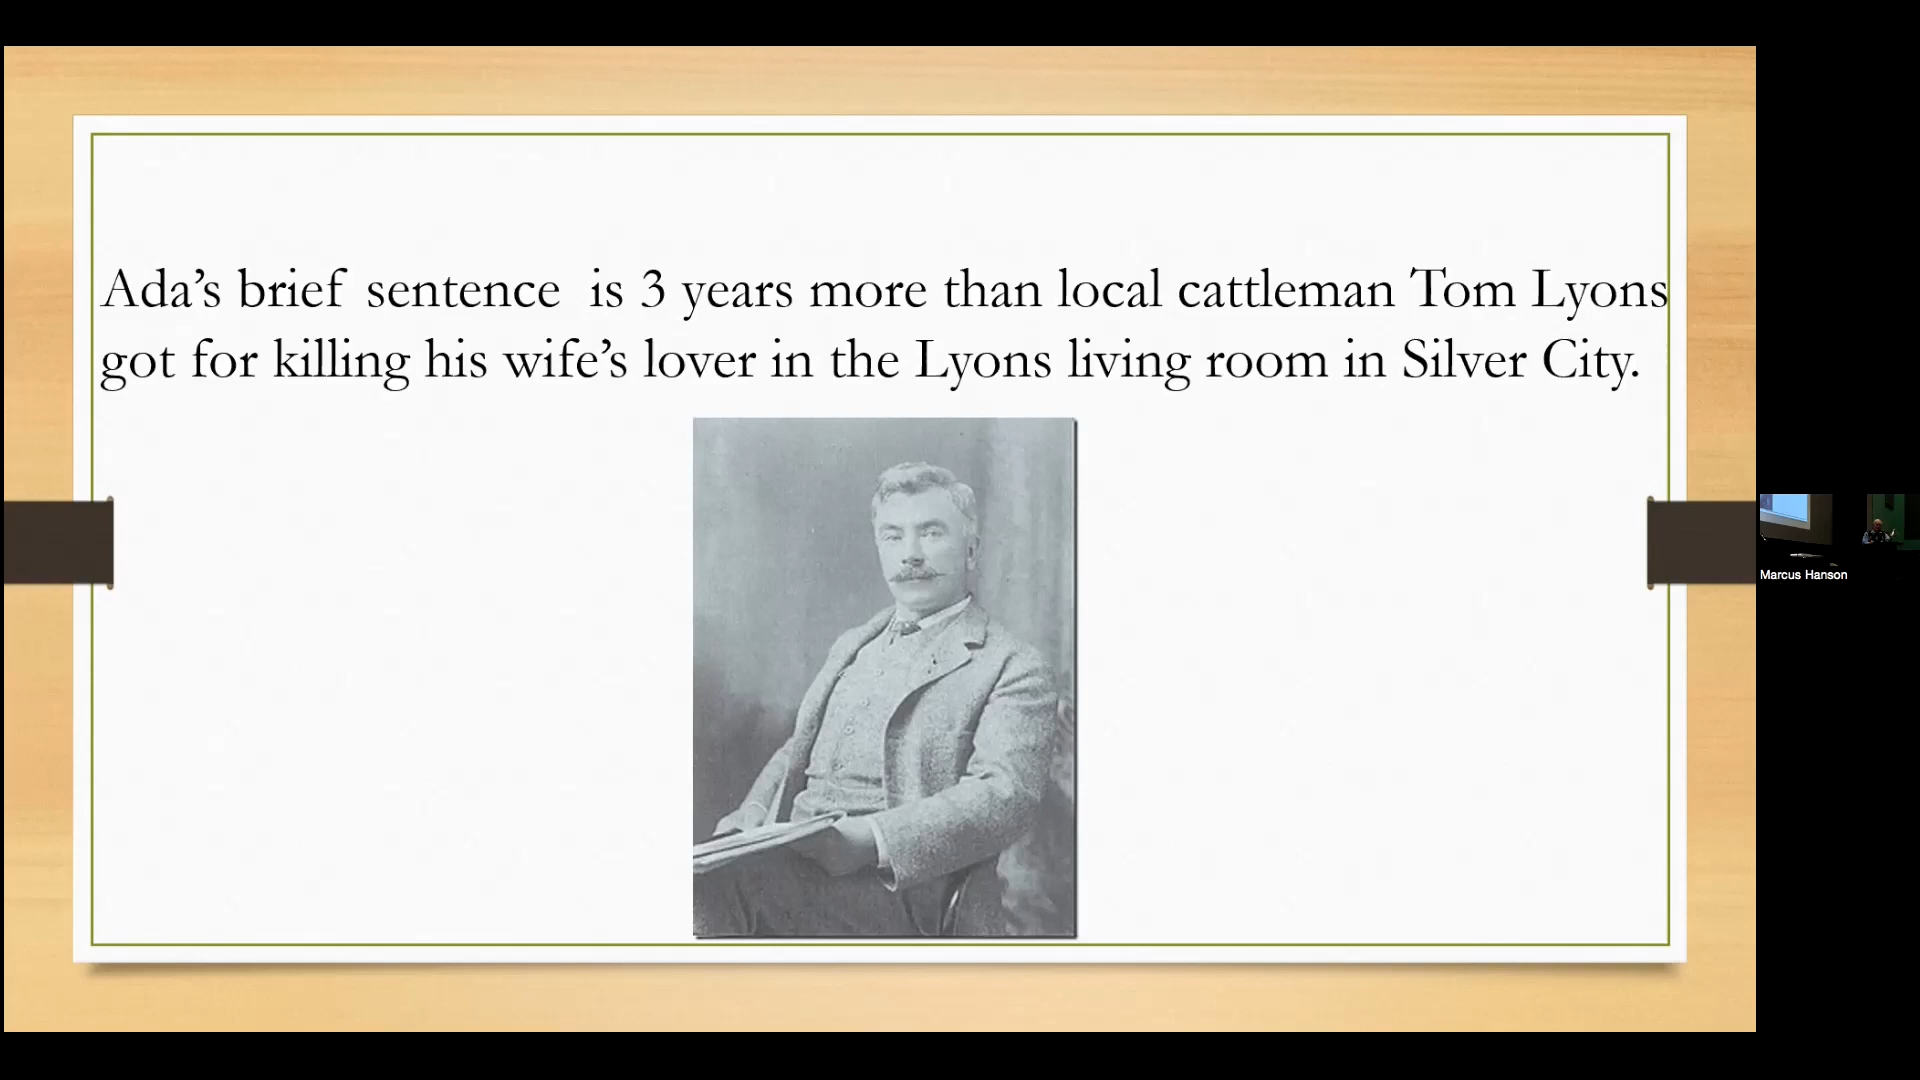 Ada’s brief sentence is 3 years more than local cattleman Tom Lyons
got for killing his wife’s lover in the Lyons living room in Silver City.
Marcus Hanson